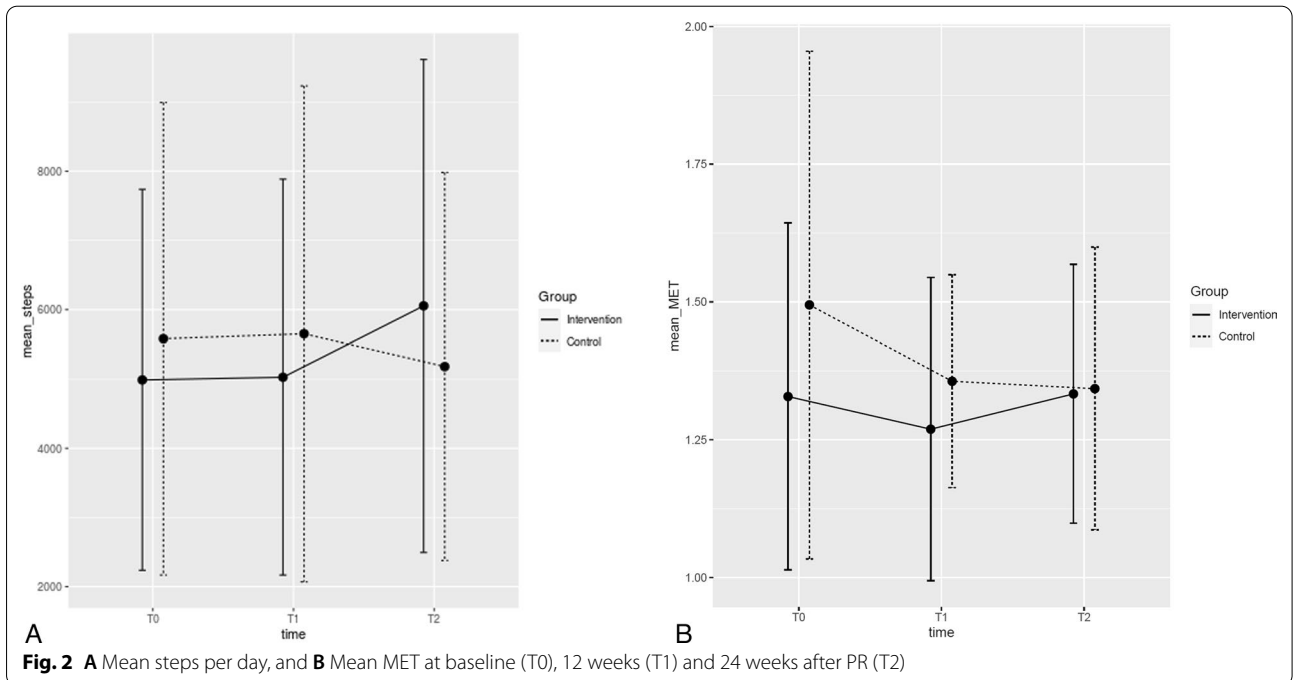 8000
6000
4000
2000
mean_steps
T0
T1
T2
time
Group
Intervention
Control
A
2.00
1.75
1.50
1.25
1.00
mean_MET
T0
T1
T2
time
Group
Intervention
Control
B
Fig. 2 A Mean steps per day, and B Mean MET at baseline (T0), 12 weeks (T1) and 24 weeks after PR (T2)